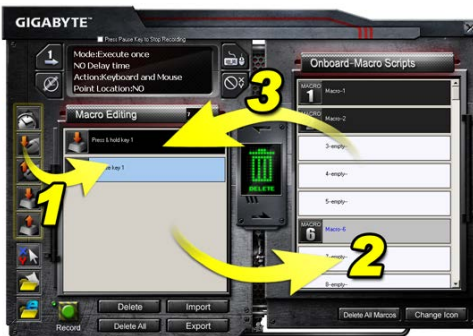 GIGABYTE™
Press Pause Key to Stop Recording
Mode:Execute once
NO Delay time
Action:Keyboard and Mouse
Point Location:NO
Macro Editing
Press & hold key 1
key 1
1
2
3
DELETE
Record
Delete
Import
Delete All
Export
Onboard-Macro Scripts
MACRO 1
Macro-1
MACRO
Macro-2
3-empty-
4-empty-
5-empty-
MACRO 6
Macro-6
7-empty-
8-empty-
Delete All Marcos
Change Icon